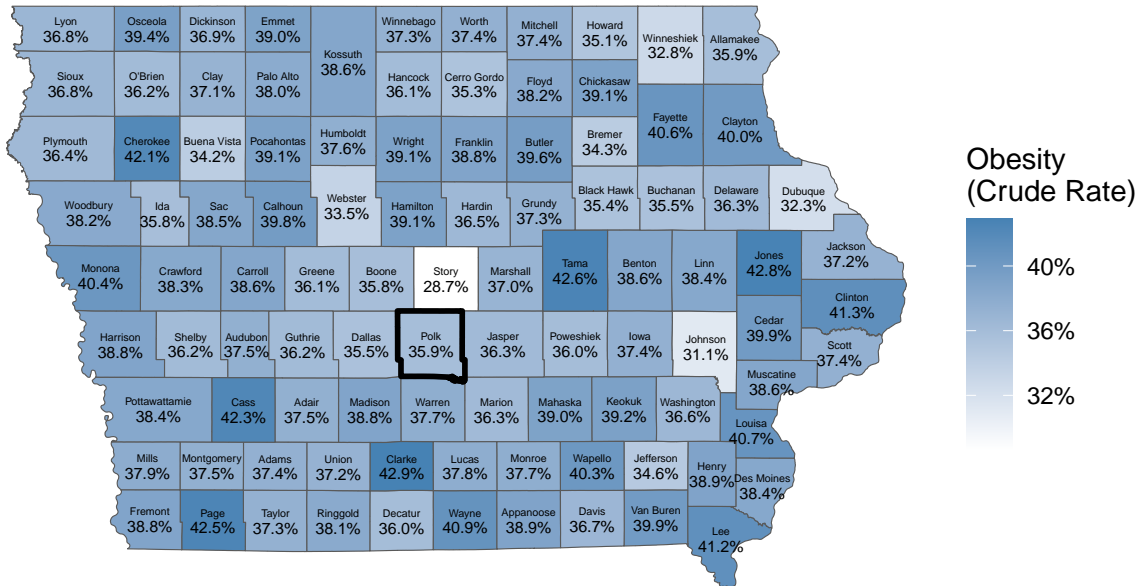 Lyon Osceola Dickinson Emmet Winnebago Worth Mitchell Howard
36.8% 39.4% 36.9% 39.0% 37.3% 37.4% 37.4% 35.1%
Winneshiek Allamakee
32.8% 35.9%
Kossuth
38.6%
Sioux O'Brien Clay Palo Alto Hancock Cerro Gordo Floyd Chickasaw
36.8% 36.2% 37.1% 38.0% 36.1% 35.3% 38.2% 39.1%
Fayette Clayton
40.6% 40.0%
Plymouth Cherokee Buena Vista Pocahontas Humboldt Wright Franklin Butler Bremer
36.4% 42.1% 34.2% 39.1% 37.6% 39.1% 38.8% 39.6% 34.3%
Obesity
(Crude Rate)
Woodbury Ida Sac Calhoun Webster Hamilton Hardin Grundy Black Hawk Buchanan Delaware Dubuque
38.2% 35.8% 38.5% 39.8% 33.5% 39.1% 36.5% 37.3% 35.4% 35.5% 36.3% 32.3%
Monona Crawford Carroll Greene Boone Story Marshall Tama Benton Linn Jones Jackson
40.4% 38.3% 38.6% 36.1% 35.8% 28.7% 37.0% 42.6% 38.6% 38.4% 42.8% 37.2%
40%
Clinton
41.3%
Harrison Shelby Audubon Guthrie Dallas Polk Jasper Poweshiek Iowa Johnson Cedar Scott
38.8% 36.2% 37.5% 36.2% 35.5% 35.9% 36.3% 36.0% 37.4% 31.1% 39.9% 37.4%
36%
Muscatine
38.6%
32%
Pottawattamie Cass Adair Madison Warren Marion Mahaska Keokuk Washington
38.4% 42.3% 37.5% 38.8% 37.7% 36.3% 39.0% 39.2% 36.6%
Louisa
40.7%
Mills Montgomery Adams Union Clarke Lucas Monroe Wapello Jefferson Henry Des Moines
37.9% 37.5% 37.4% 37.2% 42.9% 37.8% 37.7% 40.3% 34.6% 38.9% 38.4%
Fremont Page Taylor Ringgold Decatur Wayne Appanoose Davis Van Buren Lee
38.8% 42.5% 37.3% 38.1% 36.0% 40.9% 38.9% 36.7% 39.9% 41.2%